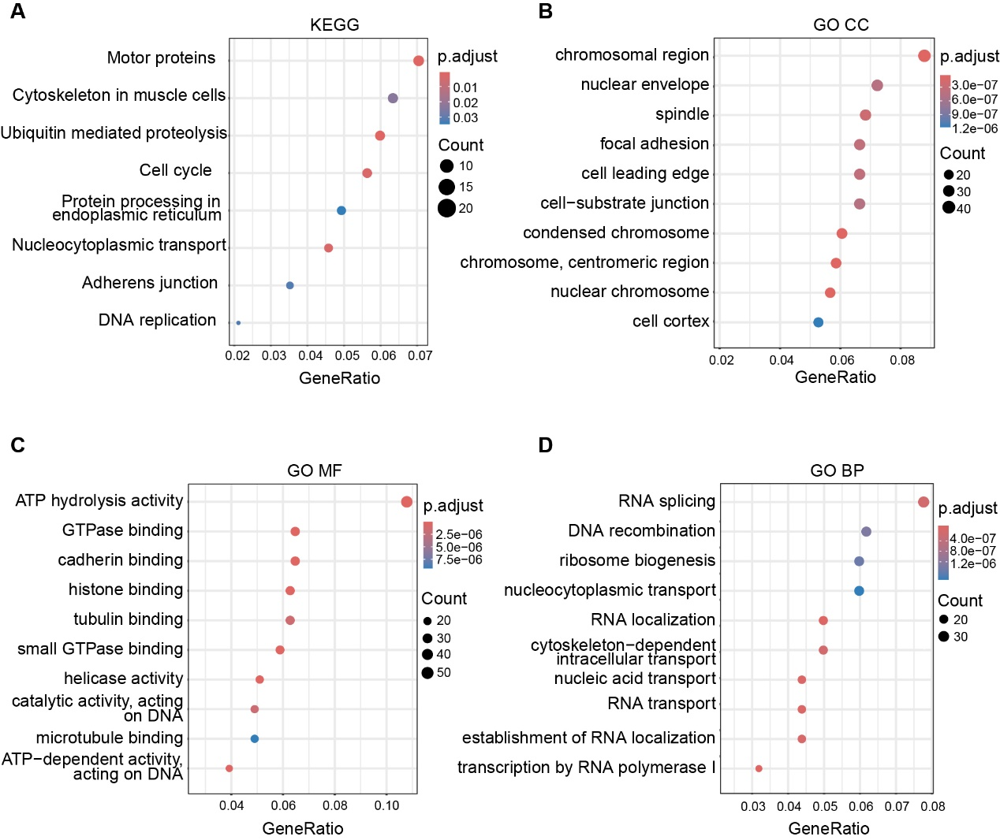 A
KEGG
Motor proteins
Cytoskeleton in muscle cells
Ubiquitin mediated proteolysis
Cell cycle
Protein processing in
endoplasmic reticulum
Nucleocytoplasmic transport
Adherens junction
DNA replication
0.02 0.03 0.04 0.05 0.06 0.07
GeneRatio
p.adjust
0.01
0.02
0.03
Count
10
15
20
B
GO CC
chromosomal region
nuclear envelope
spindle
focal adhesion
cell leading edge
cell−substrate junction
condensed chromosome
chromosome, centromeric region
nuclear chromosome
cell cortex
0.02 0.04 0.06 0.08
GeneRatio
p.adjust
3.0e−07
6.0e−07
9.0e−07
1.2e−06
Count
20
30
40
C
GO MF
ATP hydrolysis activity
GTPase binding
cadherin binding
histone binding
tubulin binding
small GTPase binding
helicase activity
catalytic activity, acting
on DNA
microtubule binding
ATP−dependent activity,
acting on DNA
0.04 0.06 0.08 0.10
GeneRatio
p.adjust
2.5e−06
5.0e−06
7.5e−06
Count
20
30
40
50
D
GO BP
RNA splicing
DNA recombination
ribosome biogenesis
nucleocytoplasmic transport
RNA localization
cytoskeleton−dependent
intracellular transport
nucleic acid transport
RNA transport
establishment of RNA localization
transcription by RNA polymerase I
0.03 0.04 0.05 0.06 0.07 0.08
GeneRatio
p.adjust
4.0e−07
8.0e−07
1.2e−06
Count
20
30